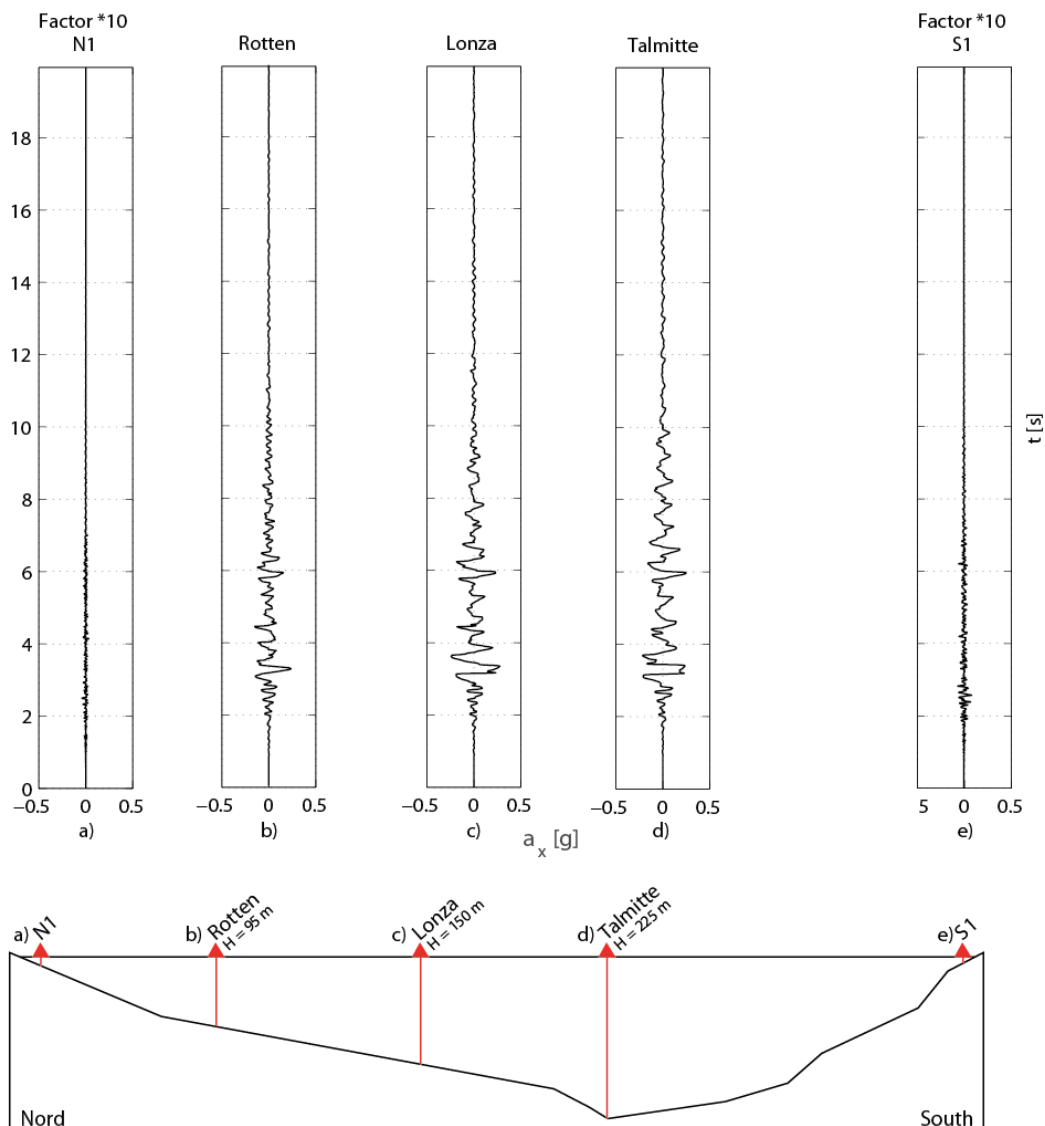 Factor *10
N1
Rotten
Lonza
Talmitte
Factor *10
S1
18
16
14
12
10
8
6
4
2
0
t [s]
−0.5 0 0.5
−0.5 0 0.5
−0.5 0 0.5
−0.5 0 0.5
5 0 0.5
a)
b)
c)
d)
e)
a_x [g]
a) N1
b) Rotten
H = 95 m
c) Lonza
H = 150 m
d) Talmitte
H = 225 m
e) S1
Nord
South